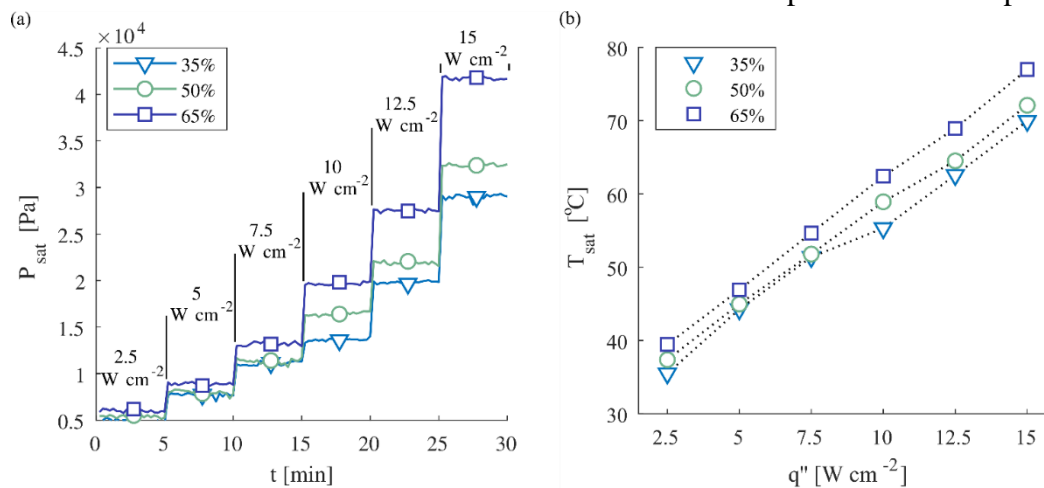 (a)
×10⁴
4.5
4
3.5
3
2.5
2
1.5
1
0.5
P_sat [Pa]
35%
50%
65%
2.5
W cm⁻²
5
W cm⁻²
7.5
W cm⁻²
10
W cm⁻²
12.5
W cm⁻²
15
W cm⁻²
0 5 10 15 20 25 30
t [min]
(b)
80
70
60
50
40
30
T_sat [°C]
35%
50%
65%
2.5 5 7.5 10 12.5 15
q" [W cm⁻²]